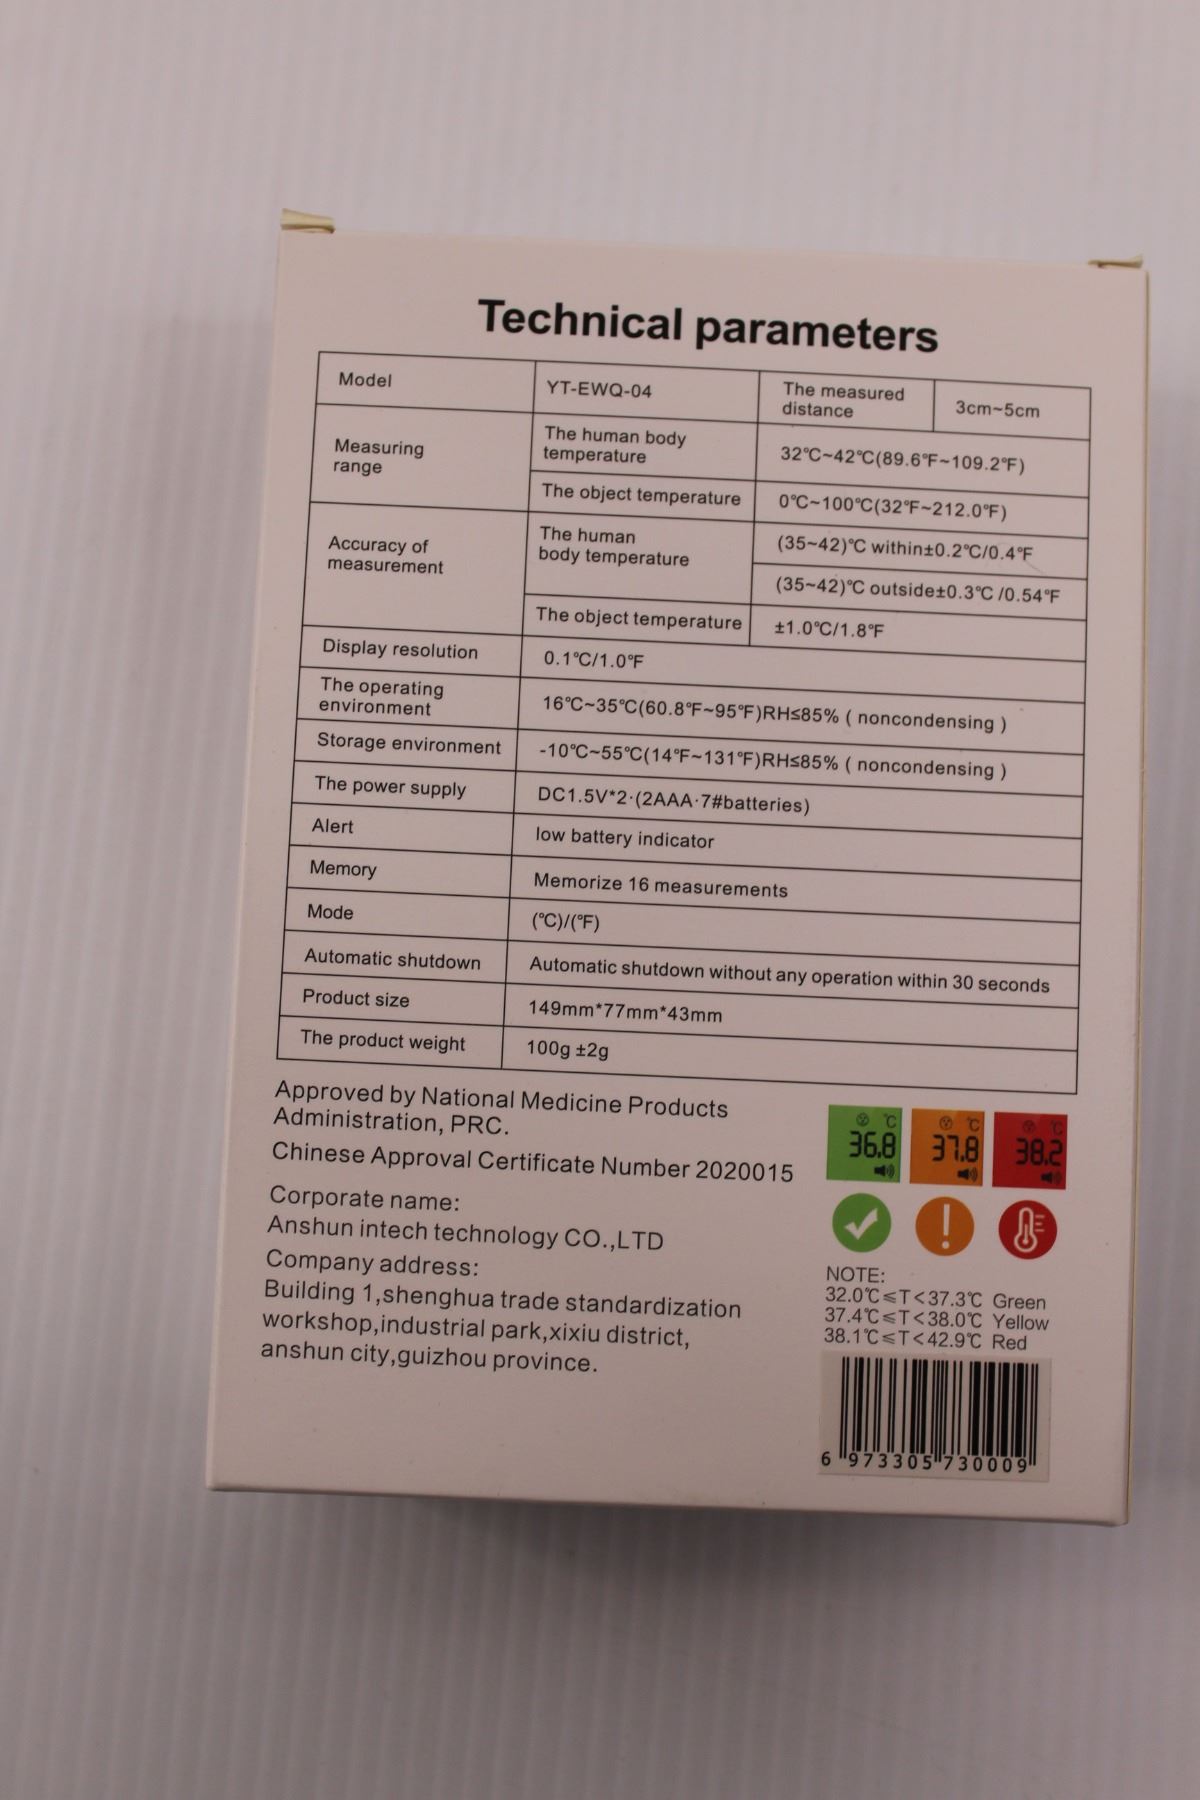 Technical parameters
Model YT-EWQ-04 The measured distance 3cm~5cm
Measuring range The human body temperature 32℃~42℃(89.6℉~109.2℉)
The object temperature 0℃~100℃(32℉~212.0℉)
Accuracy of measurement The human body temperature (35~42)℃ within±0.2℃/0.4℉
(35~42)℃ outside±0.3℃ /0.54℉
The object temperature ±1.0℃/1.8℉
Display resolution 0.1℃/1.0℉
The operating environment 16℃~35℃(60.8℉~95℉)RH≤85% ( noncondensing )
Storage environment -10℃~55℃(14℉~131℉)RH≤85% ( noncondensing )
The power supply DC1.5V*2·(2AAA·7#batteries)
Alert low battery indicator
Memory Memorize 16 measurements
Mode (℃)/(℉)
Automatic shutdown Automatic shutdown without any operation within 30 seconds
Product size 149mm*77mm*43mm
The product weight 100g ±2g
Approved by National Medicine Products
Administration, PRC.
Chinese Approval Certificate Number 2020015
Corporate name:
Anshun intech technology CO.,LTD
Company address:
Building 1,shenghua trade standardization
workshop,industrial park,xixiu district,
anshun city,guizhou province.
℃ ℃ ℃
36.8 37.8 38.2
NOTE:
32.0℃≤T<37.3℃ Green
37.4℃≤T<38.0℃ Yellow
38.1℃≤T<42.9℃ Red
6 973305 730009